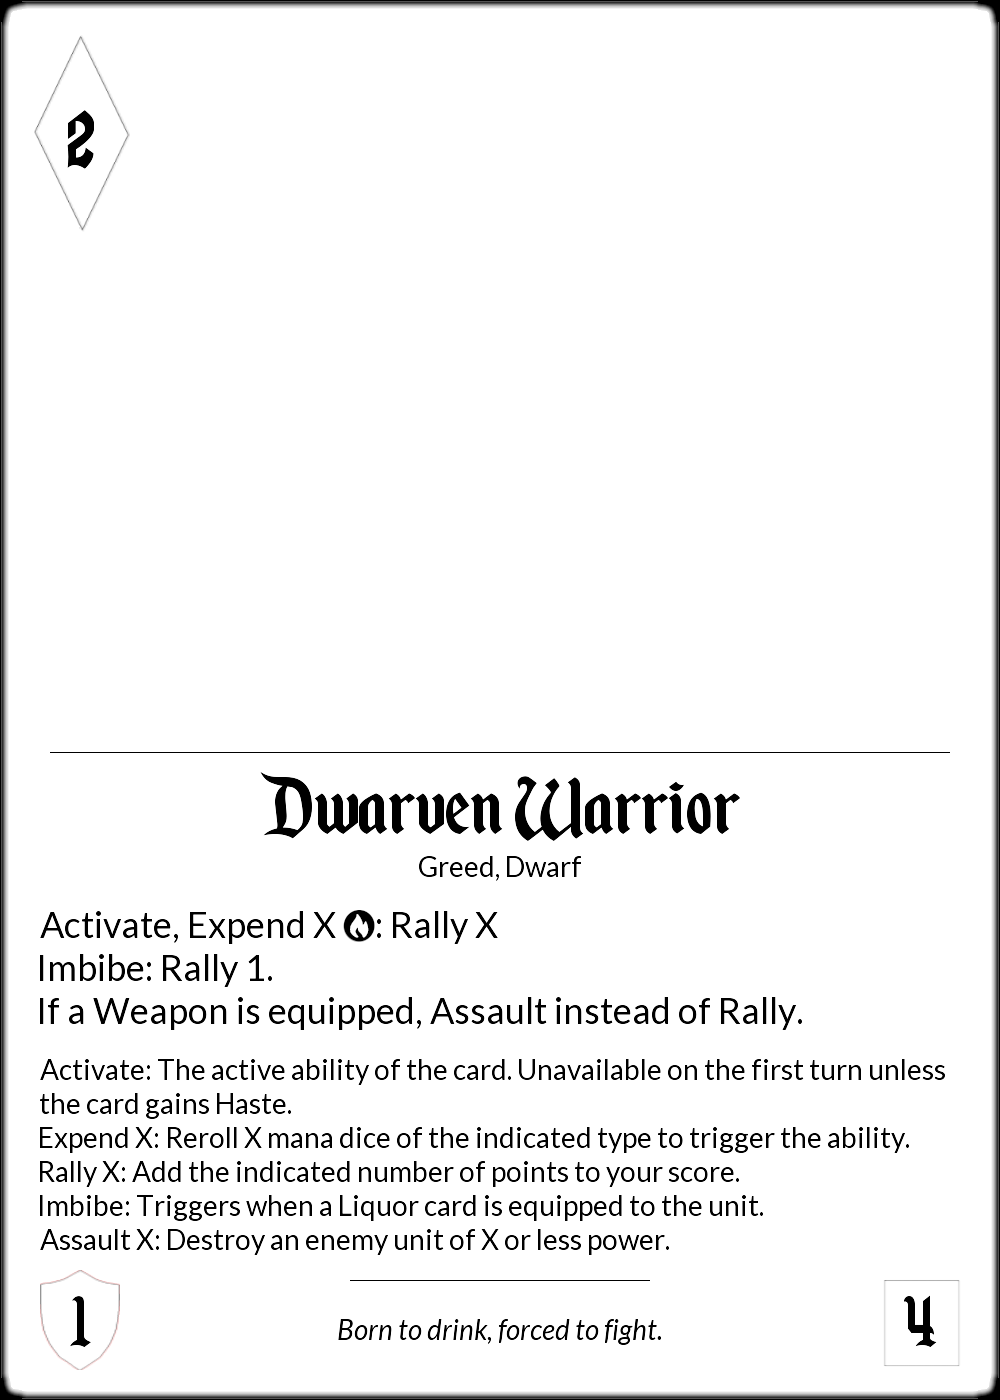 2
Dwarven Warrior
Greed, Dwarf
Activate, Expend X : Rally X
Imbibe: Rally 1.
If a Weapon is equipped, Assault instead of Rally.
Activate: The active ability of the card. Unavailable on the first turn unless
the card gains Haste.
Expend X: Reroll X mana dice of the indicated type to trigger the ability.
Rally X: Add the indicated number of points to your score.
Imbibe: Triggers when a Liquor card is equipped to the unit.
Assault X: Destroy an enemy unit of X or less power.
1
Born to drink, forced to fight.
4